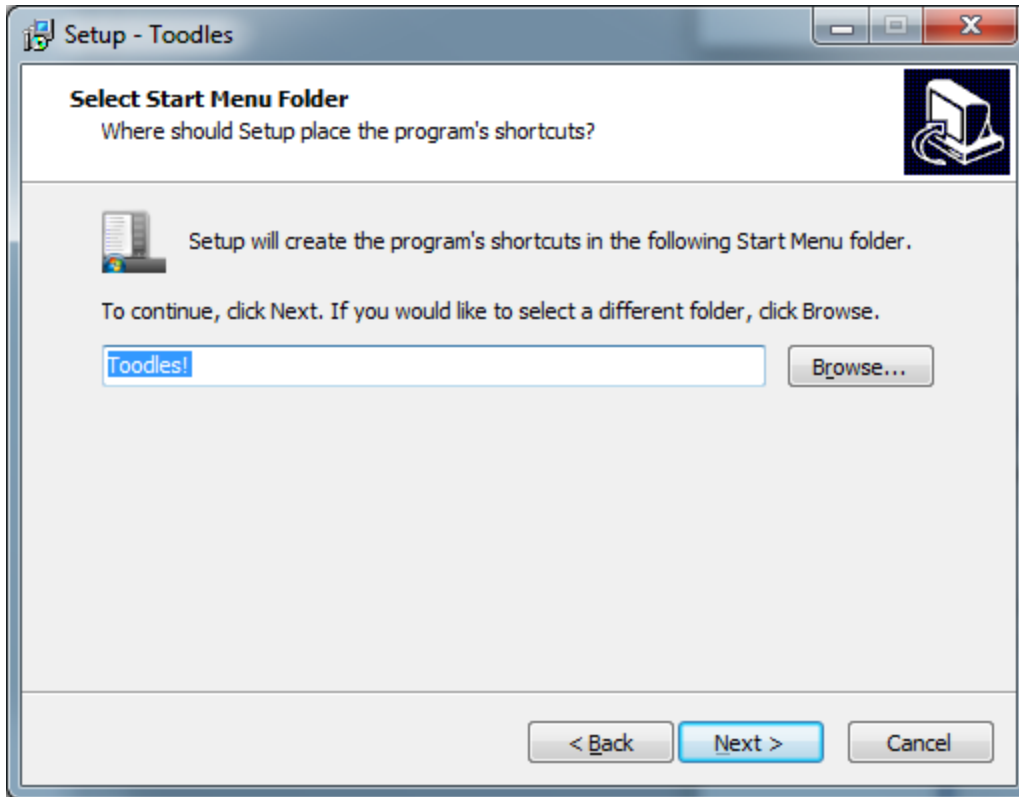 Setup - Toodles
Select Start Menu Folder
Where should Setup place the program's shortcuts?
Setup will create the program's shortcuts in the following Start Menu folder.
To continue, click Next. If you would like to select a different folder, click Browse.
Toodles!
Browse...
< Back
Next >
Cancel